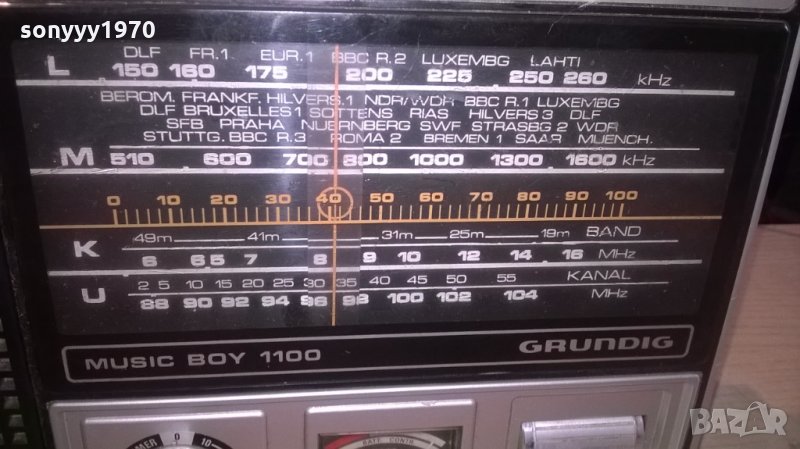 sonyyy1970
DLF FR.1 EUR.1 BBC R.2 LUXEMBG LAHTI
L 150 160 175 200 225 250 260 kHz
BEROM. FRANKF. HILVERS.1 NDR/WDR BBC R.1 LUXEMBG
DLF BRUXELLES 1 SOTTENS RIAS HILVERS 3 DLF
SFB PRAHA NUERNBERG SWF STRASBG 2 WDR
STUTTG. BBC R.3 ROMA 2 BREMEN 1 SAAR MUENCH.
M 510 600 700 800 1000 1300 1600 kHz
0 10 20 30 40 50 60 70 80 90 100
49m 41m 31m 25m 19m BAND
K 6 6.5 7 8 9 10 12 14 16 MHz
2 5 10 15 20 25 30 35 40 45 50 55 KANAL
U 88 90 92 94 96 98 100 102 104 MHz
MUSIC BOY 1100 GRUNDIG
0 10
BATT. CONTR.
BAZAR